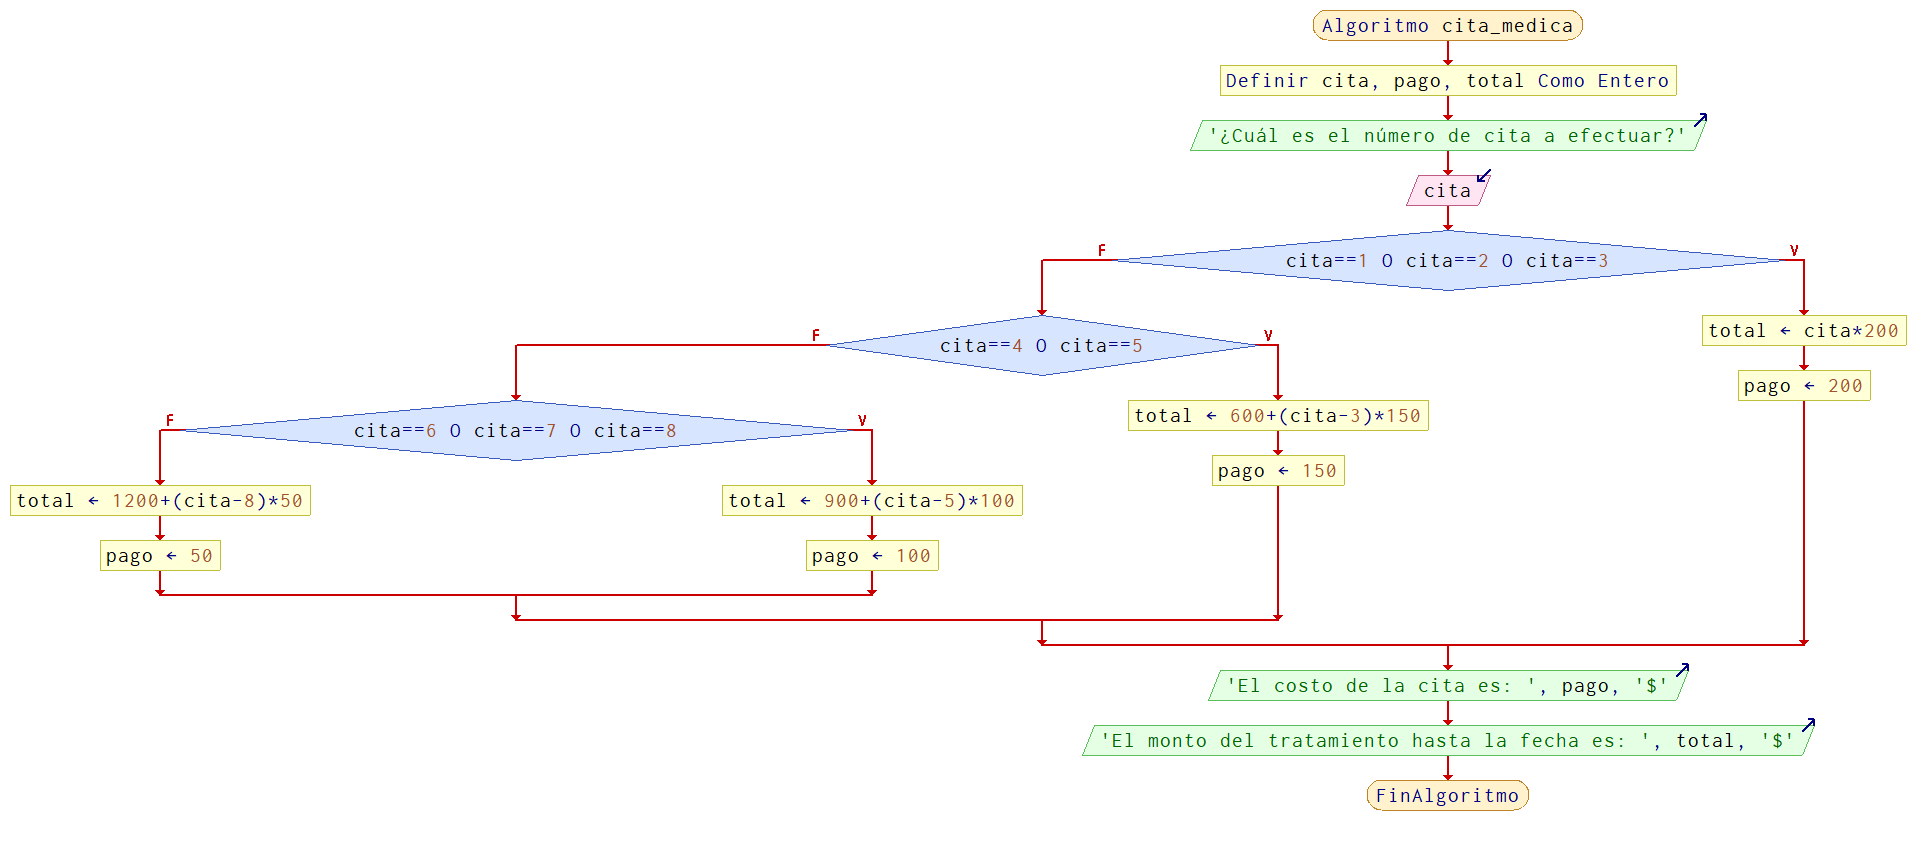 Algoritmo cita_medica
Definir cita, pago, total Como Entero
'¿Cuál es el número de cita a efectuar?'
cita
F
cita==1 O cita==2 O cita==3
V
F
cita==4 O cita==5
V
total ← cita*200
pago ← 200
F
cita==6 O cita==7 O cita==8
V
total ← 600+(cita-3)*150
pago ← 150
total ← 1200+(cita-8)*50
pago ← 50
total ← 900+(cita-5)*100
pago ← 100
'El costo de la cita es: ', pago, '$'
'El monto del tratamiento hasta la fecha es: ', total, '$'
FinAlgoritmo